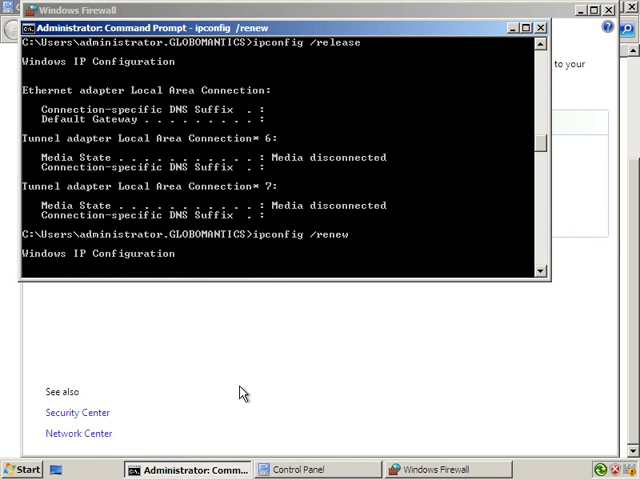 Windows Firewall
Administrator: Command Prompt - ipconfig /renew
C:\Users\administrator.GLOBOMANTICS>ipconfig /release
Windows IP Configuration
Ethernet adapter Local Area Connection:
Connection-specific DNS Suffix  . :
Default Gateway . . . . . . . . . :
Tunnel adapter Local Area Connection* 6:
Media State . . . . . . . . . . . : Media disconnected
Connection-specific DNS Suffix  . :
Tunnel adapter Local Area Connection* 7:
Media State . . . . . . . . . . . : Media disconnected
Connection-specific DNS Suffix  . :
C:\Users\administrator.GLOBOMANTICS>ipconfig /renew
Windows IP Configuration
to your
See also
Security Center
Network Center
Start
Administrator: Comm...
Control Panel
Windows Firewall